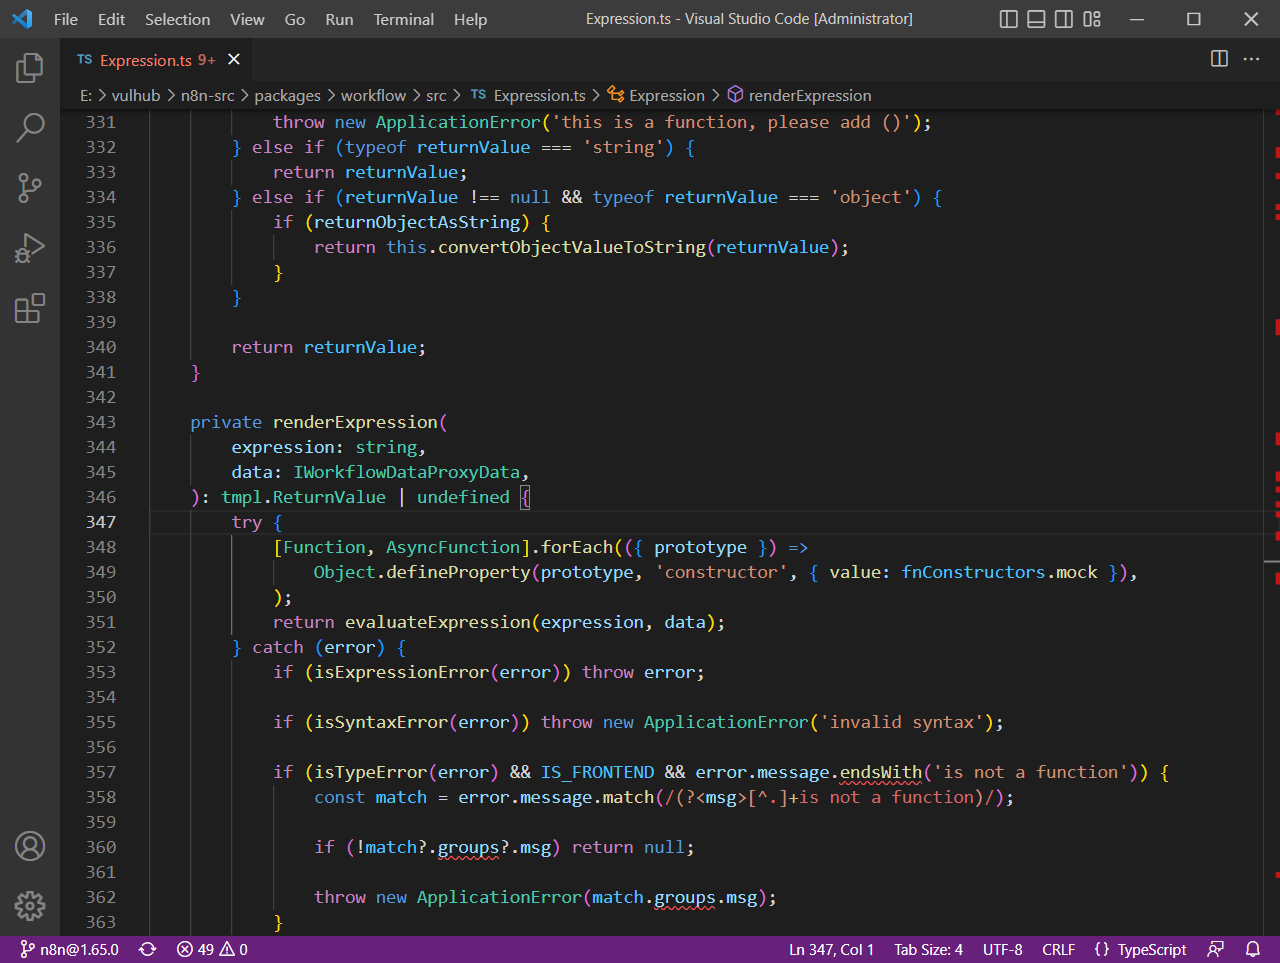 File Edit Selection View Go Run Terminal Help Expression.ts - Visual Studio Code [Administrator]
TS Expression.ts 9+
E: > vulhub > n8n-src > packages > workflow > src > TS Expression.ts > Expression > renderExpression
331 throw new ApplicationError('this is a function, please add ()');
332 } else if (typeof returnValue === 'string') {
333 return returnValue;
334 } else if (returnValue !== null && typeof returnValue === 'object') {
335 if (returnObjectAsString) {
336 return this.convertObjectValueToString(returnValue);
337 }
338 }
339
340 return returnValue;
341 }
342
343 private renderExpression(
344 expression: string,
345 data: IWorkflowDataProxyData,
346 ): tmpl.ReturnValue | undefined {
347 try {
348 [Function, AsyncFunction].forEach(({ prototype }) =>
349 Object.defineProperty(prototype, 'constructor', { value: fnConstructors.mock }),
350 );
351 return evaluateExpression(expression, data);
352 } catch (error) {
353 if (isExpressionError(error)) throw error;
354
355 if (isSyntaxError(error)) throw new ApplicationError('invalid syntax');
356
357 if (isTypeError(error) && IS_FRONTEND && error.message.endsWith('is not a function')) {
358 const match = error.message.match(/(?<msg>[^.]+is not a function)/);
359
360 if (!match?.groups?.msg) return null;
361
362 throw new ApplicationError(match.groups.msg);
363 }
n8n@1.65.0 49 0 Ln 347, Col 1 Tab Size: 4 UTF-8 CRLF {} TypeScript